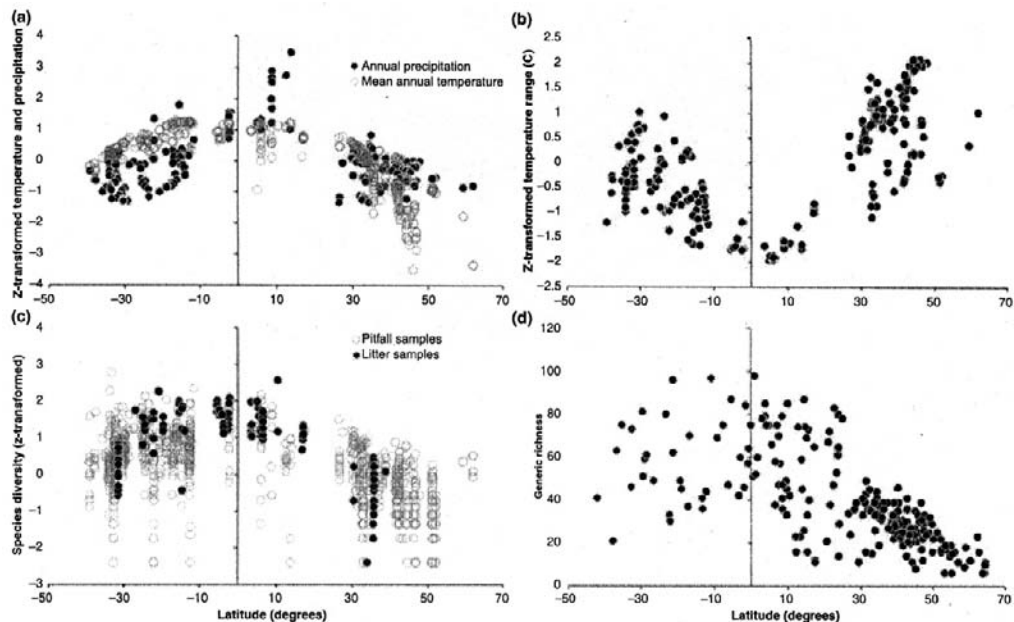 (a)
Z-transformed temperature and precipitation
4
3
2
1
0
−1
−2
−3
−4
Annual precipitation
Mean annual temperature
−50 −30 −10 10 30 50 70
(b)
Z-transformed temperature range (C)
2.5
2
1.5
1
0.5
0
−0.5
−1
−1.5
−2
−2.5
−50 −30 −10 10 30 50 70
(c)
Species diversity (z-transformed)
4
3
2
1
0
−1
−2
−3
Pitfall samples
Litter samples
−50 −30 −10 10 30 50 70
Latitude (degrees)
(d)
Generic richness
120
100
80
60
40
20
0
−50 −30 −10 10 30 50 70
Latitude (degrees)